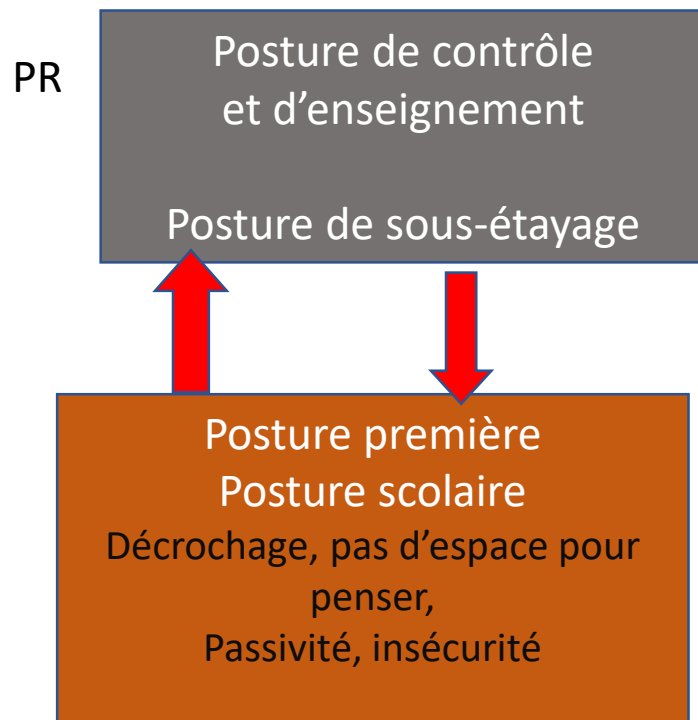 PR
Posture de contrôle
et d’enseignement
Posture de sous-étayage
Posture première
Posture scolaire
Décrochage, pas d’espace pour
penser,
Passivité, insécurité